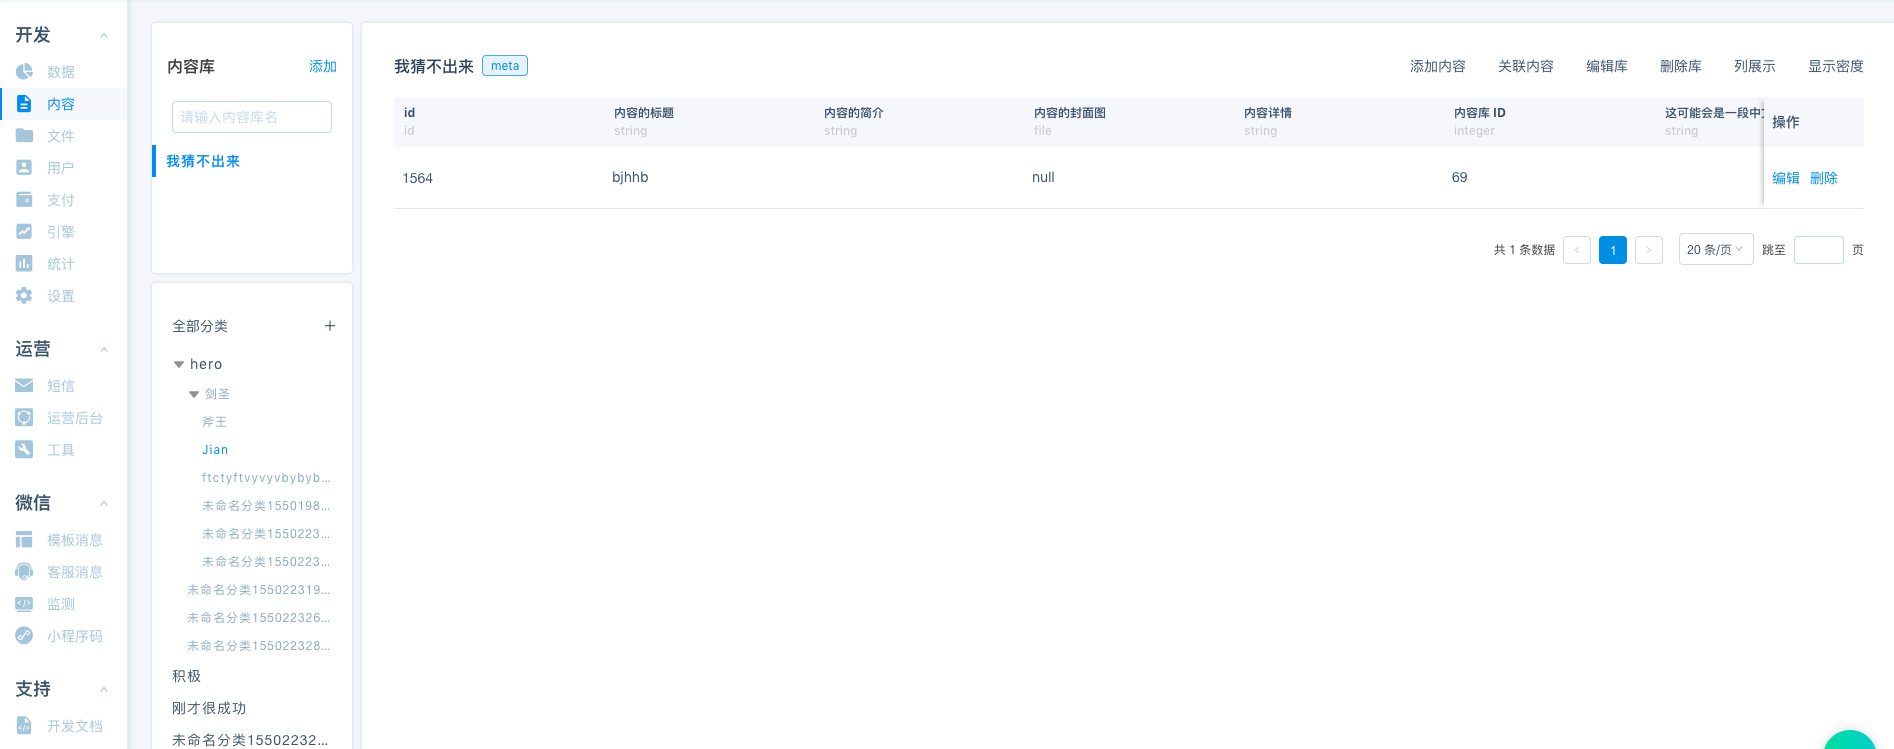 开发
数据
内容
文件
用户
支付
引擎
统计
设置
运营
短信
运营后台
工具
微信
模板消息
客服消息
监测
小程序码
支持
开发文档
内容库 添加
请输入内容库名
我猜不出来
全部分类 +
hero
剑圣
斧王
Jian
ftctyftvyvyvbybyb...
未命名分类1550198...
未命名分类1550223...
未命名分类1550223...
未命名分类155022319...
未命名分类155022326...
未命名分类155022328...
积极
刚才很成功
未命名分类15502232...
我猜不出来 meta 添加内容 关联内容 编辑库 删除库 列展示 显示密度
id 内容的标题 内容的简介 内容的封面图 内容详情 内容库 ID 这可能会是一段中文 操作
id string string file string integer string
1564 bjhhb null 69 编辑 删除
共 1 条数据 < 1 > 20 条/页 跳至 页